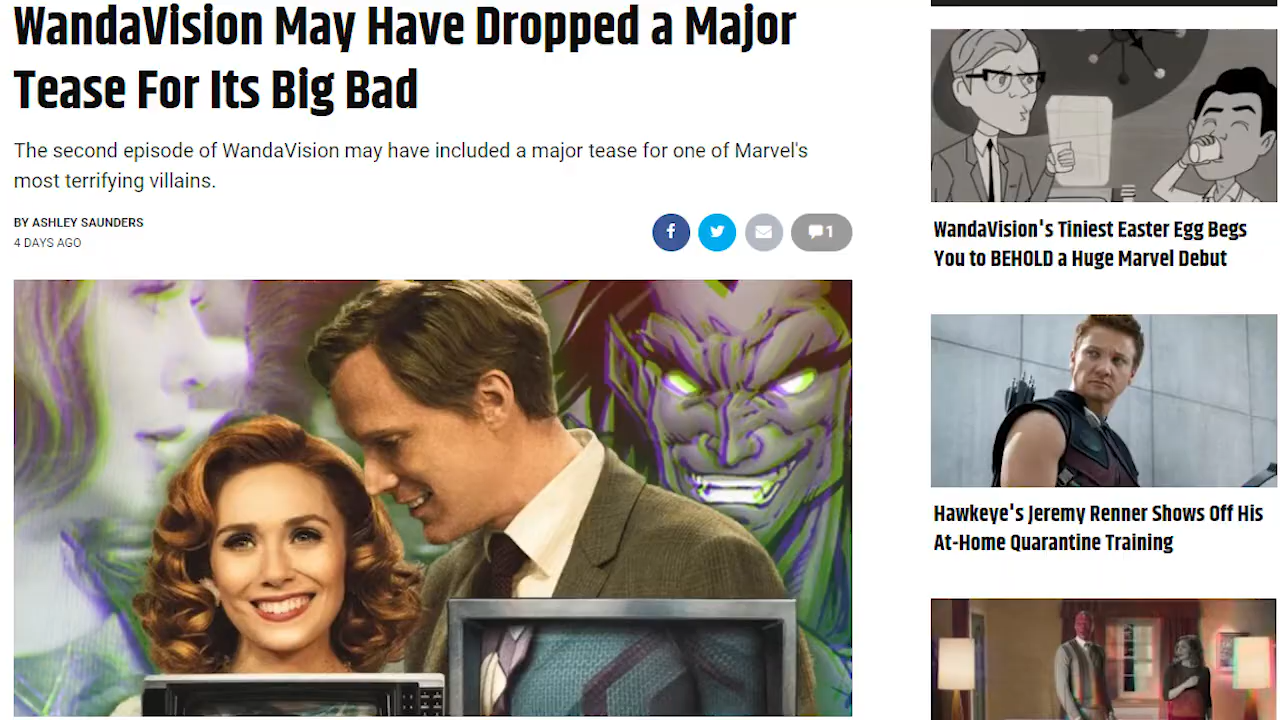 WandaVision May Have Dropped a Major
Tease For Its Big Bad
The second episode of WandaVision may have included a major tease for one of Marvel's
most terrifying villains.
BY ASHLEY SAUNDERS
4 DAYS AGO
1
WandaVision's Tiniest Easter Egg Begs
You to BEHOLD a Huge Marvel Debut
Hawkeye's Jeremy Renner Shows Off His
At-Home Quarantine Training